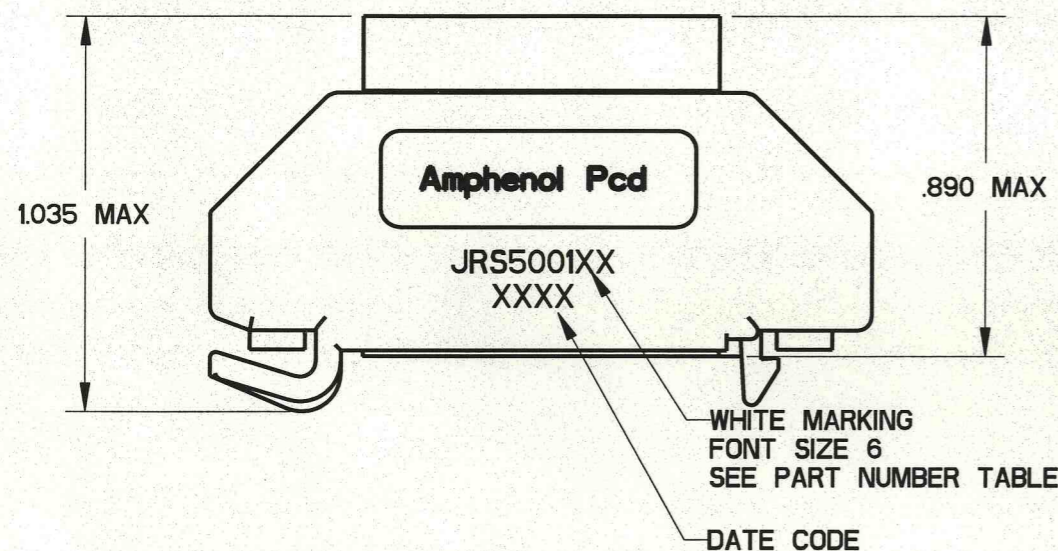 1.035 MAX
.890 MAX
Amphenol Pcd
JRS5001XX
XXXX
WHITE MARKING
FONT SIZE 6
SEE PART NUMBER TABLE
DATE CODE